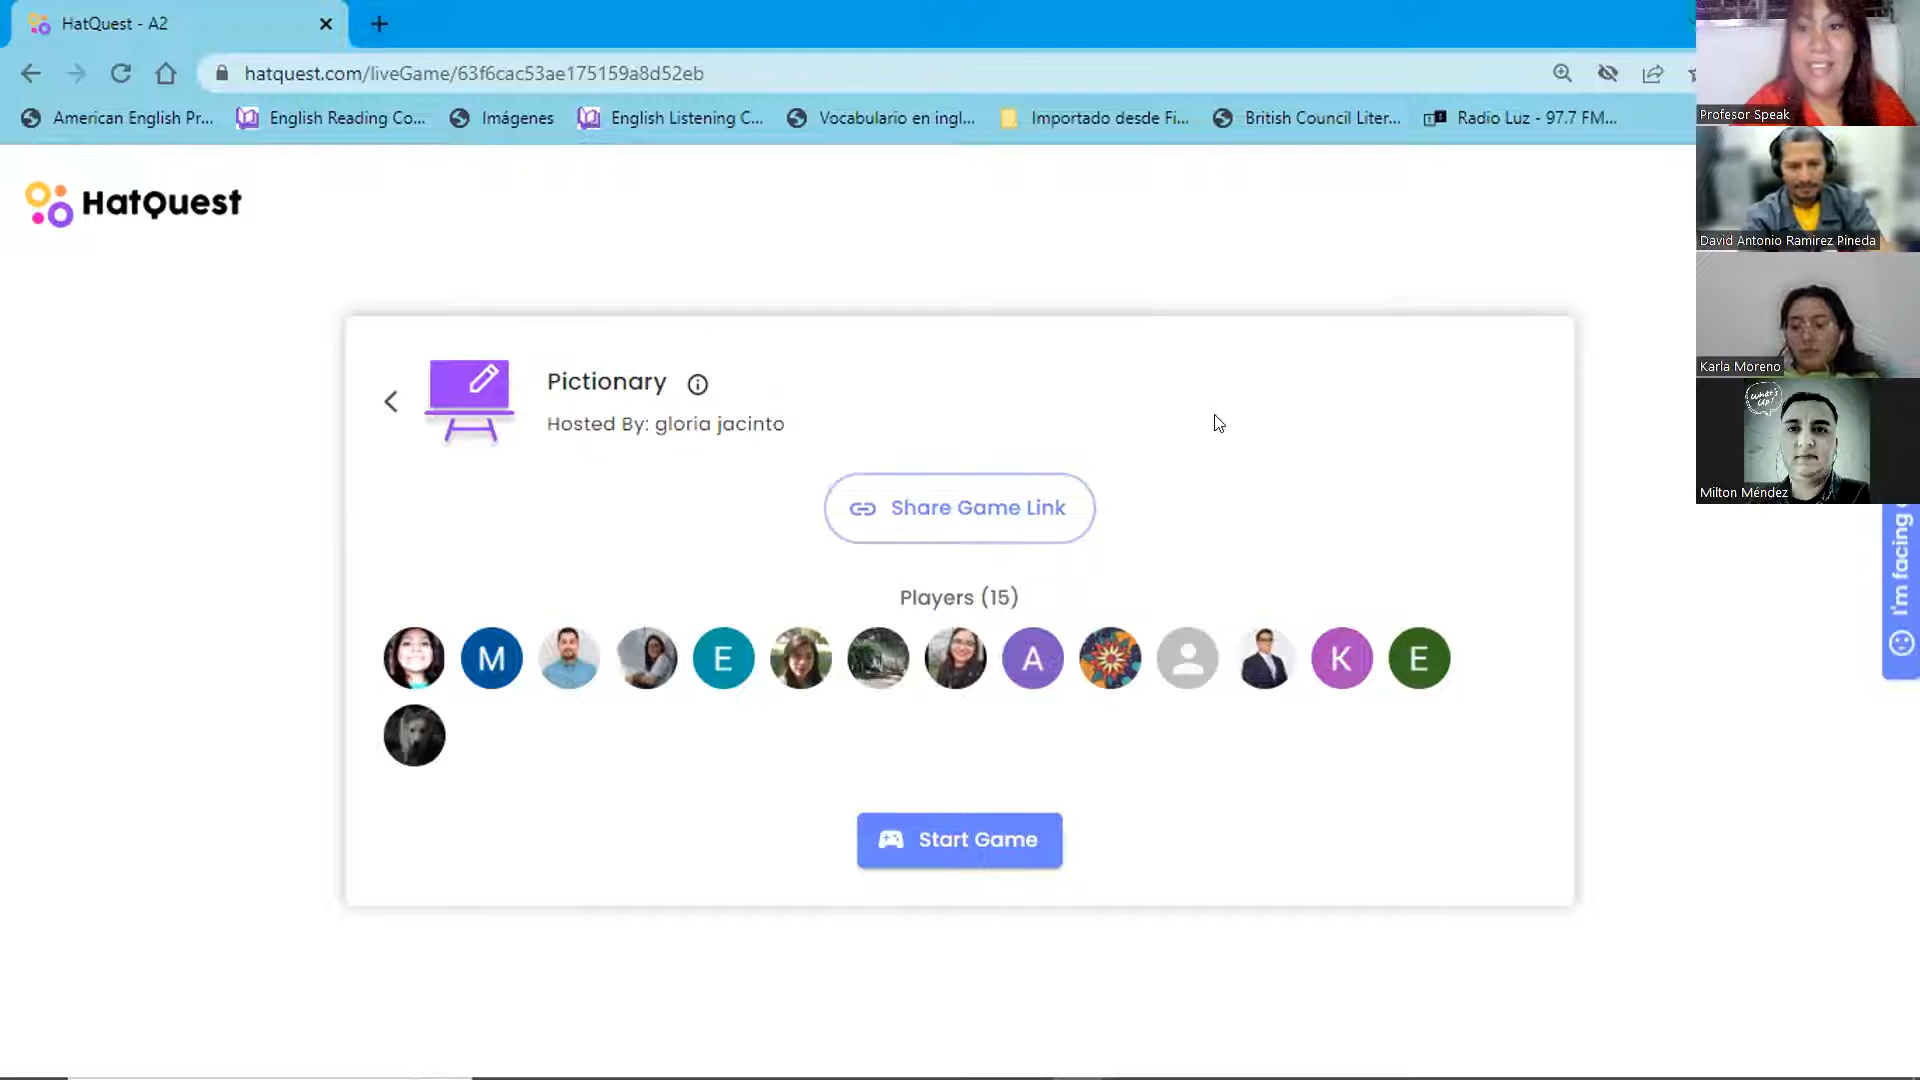 HatQuest - A2
hatquest.com/liveGame/63f6cac53ae175159a8d52eb
American English Pr...
English Reading Co...
Imágenes
English Listening C...
Vocabulario en ingl...
Importado desde Fi...
British Council Liter...
Radio Luz - 97.7 FM...
Profesor Speak
David Antonio Ramirez Pineda
Karla Moreno
What's Up!
Milton Méndez
HatQuest
Pictionary
Hosted By: gloria jacinto
Share Game Link
Players (15)
M
E
A
K
E
Start Game
I'm facing